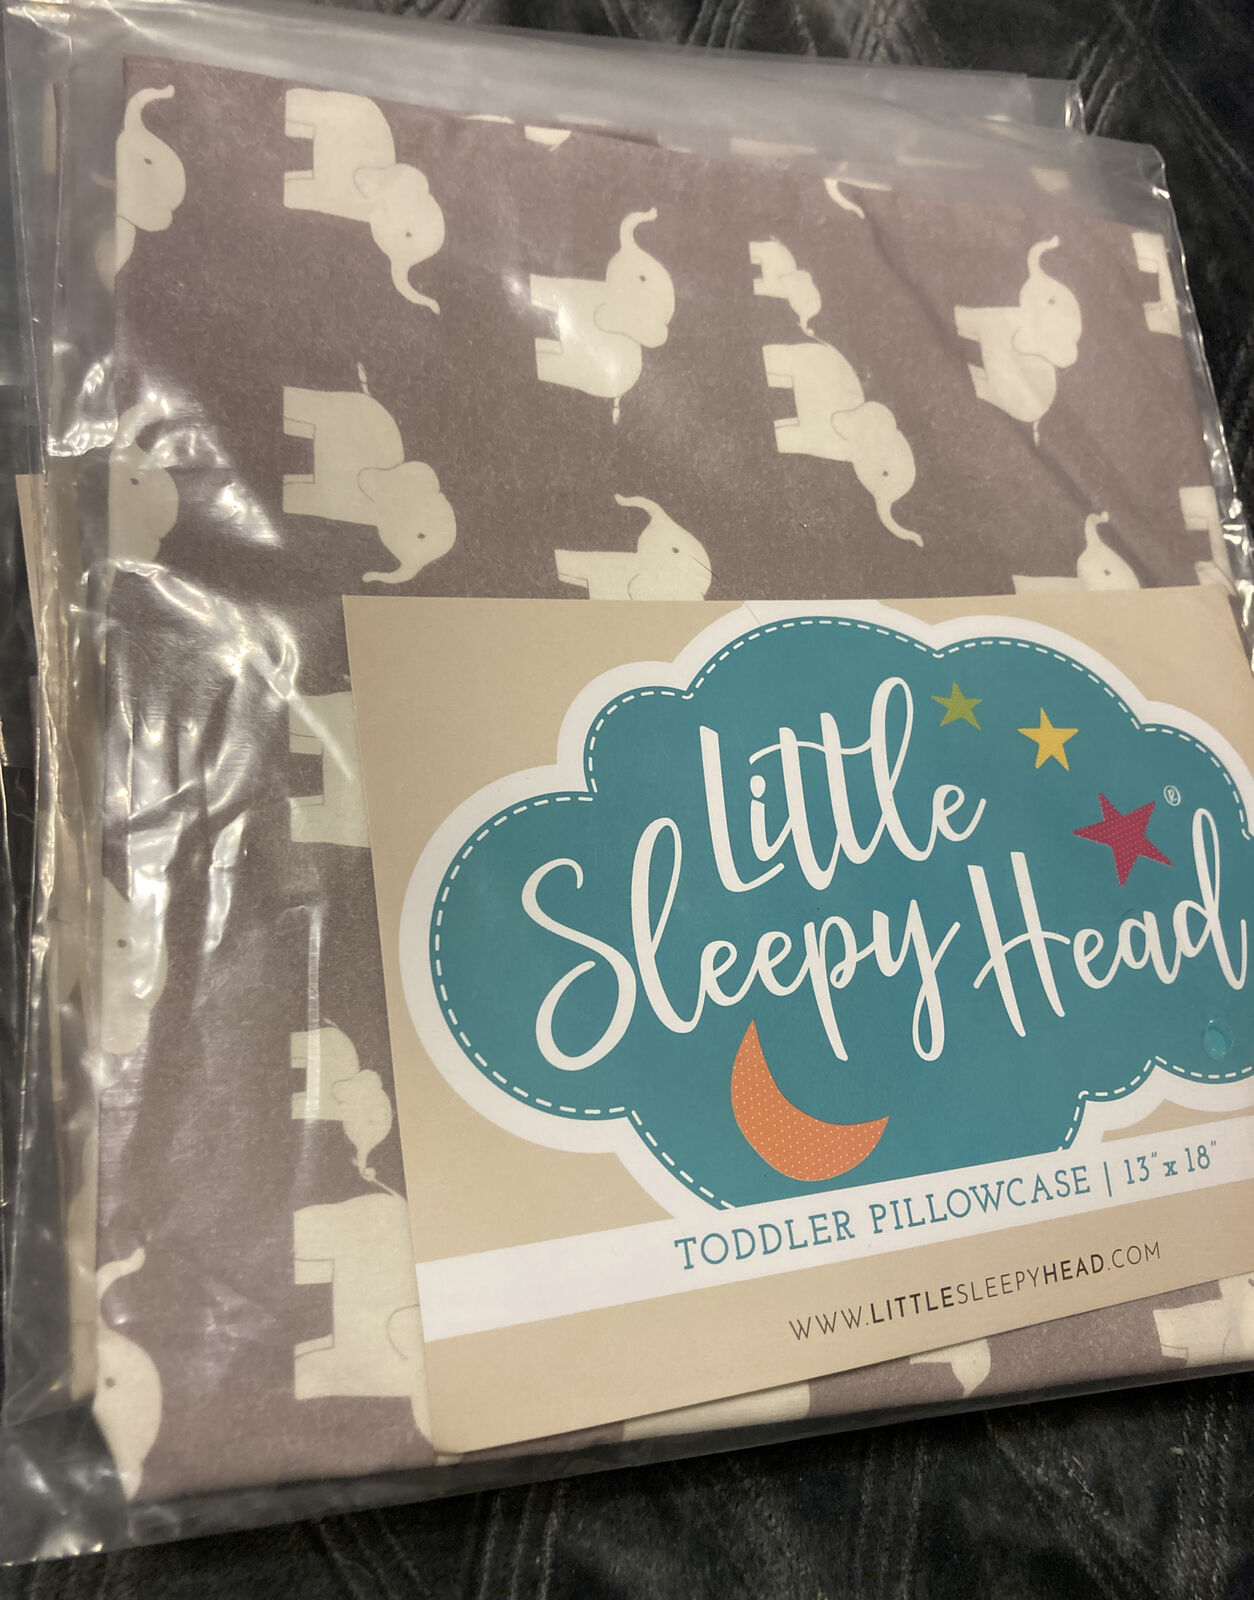 Little
Sleepy Head®
TODDLER PILLOWCASE | 13" x 18"
WWW.LITTLESLEEPYHEAD.COM